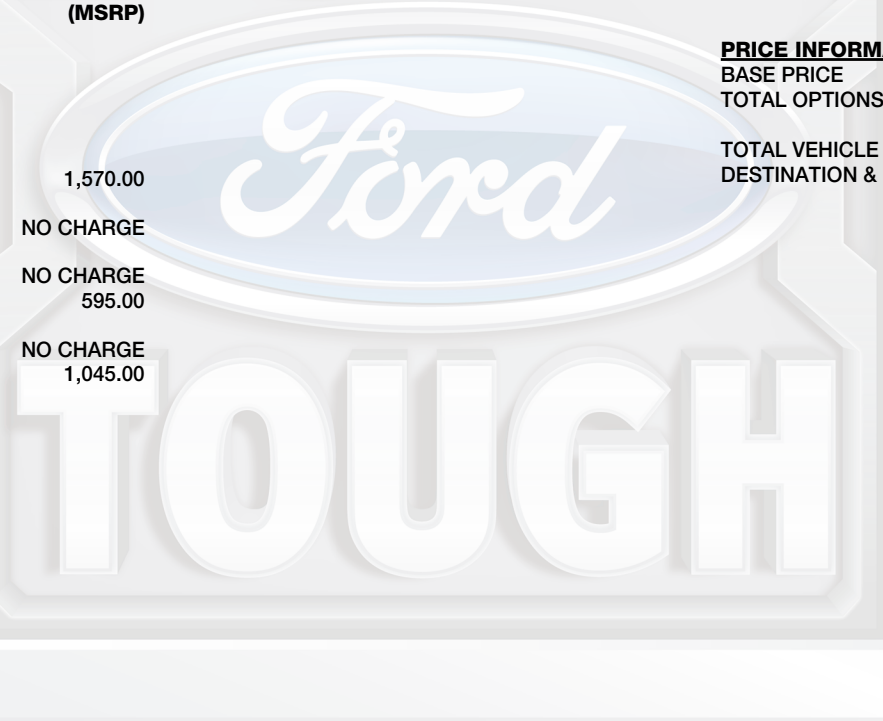 (MSRP)
1,570.00
NO CHARGE
NO CHARGE
595.00
NO CHARGE
1,045.00
PRICE INFORMA
BASE PRICE
TOTAL OPTIONS
TOTAL VEHICLE
DESTINATION &
Ford
TOUGH